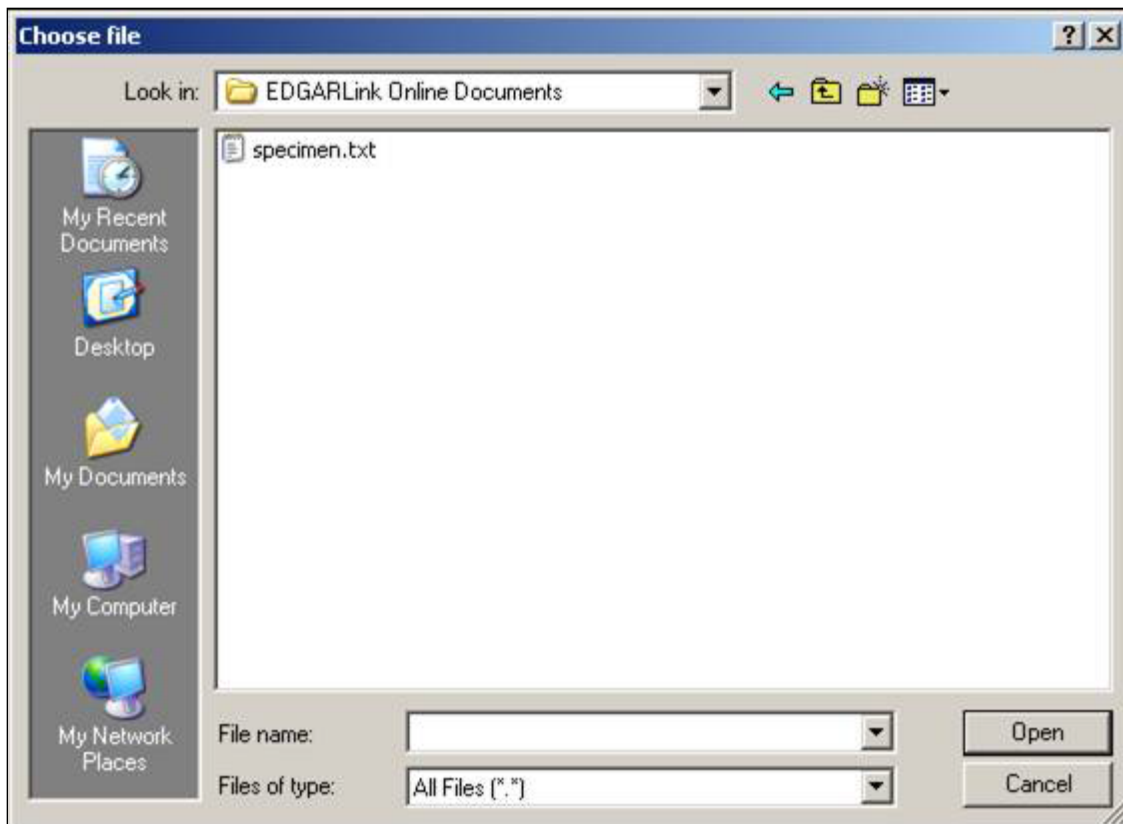 Choose file
Look in: EDGARLink Online Documents
specimen.txt
My Recent
Documents
Desktop
My Documents
My Computer
My Network
Places
File name:
Open
Files of type: All Files (*.*)
Cancel